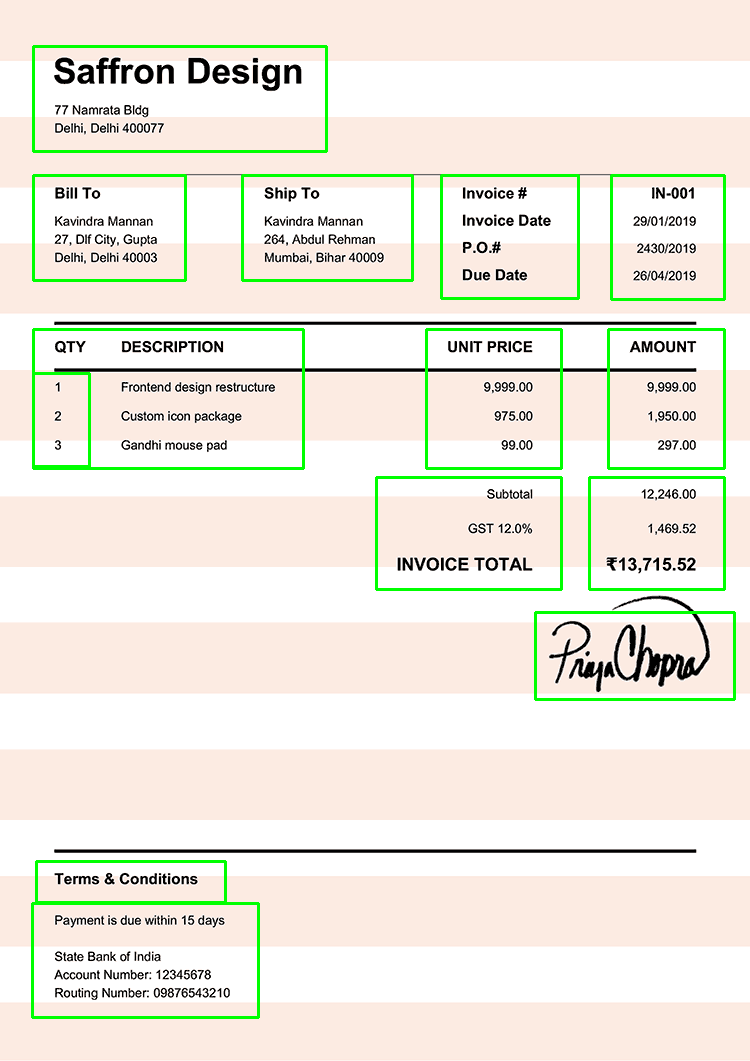 Saffron Design
77 Namrata Bldg
Delhi, Delhi 400077
Bill To
Kavindra Mannan
27, Dlf City, Gupta
Delhi, Delhi 40003
Ship To
Kavindra Mannan
264, Abdul Rehman
Mumbai, Bihar 40009
Invoice # IN-001
Invoice Date 29/01/2019
P.O.# 2430/2019
Due Date 26/04/2019
QTY DESCRIPTION UNIT PRICE AMOUNT
1 Frontend design restructure 9,999.00 9,999.00
2 Custom icon package 975.00 1,950.00
3 Gandhi mouse pad 99.00 297.00
Subtotal 12,246.00
GST 12.0% 1,469.52
INVOICE TOTAL ₹13,715.52
Priya Chopra
Terms & Conditions
Payment is due within 15 days
State Bank of India
Account Number: 12345678
Routing Number: 09876543210